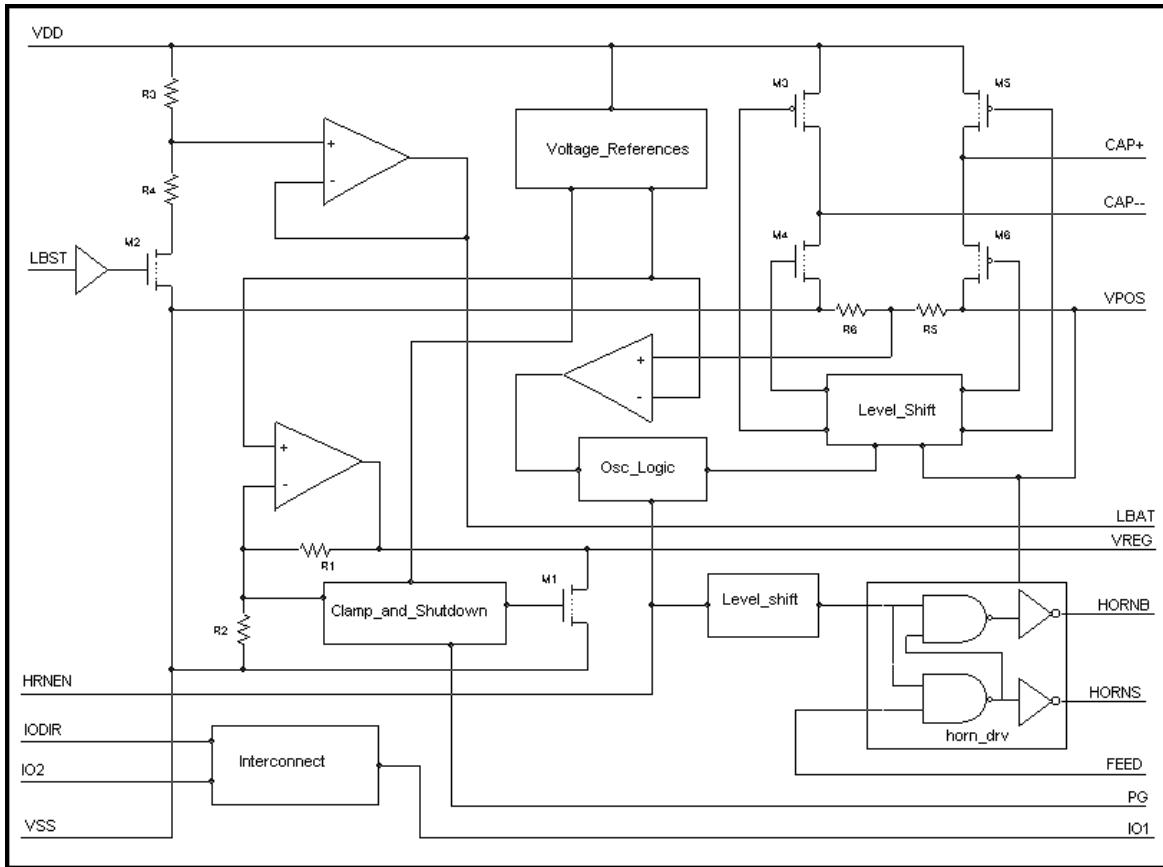 VDD
M3
M5
R3
+
-
Voltage_References
CAP+
R4
CAP--
M2
M4
M6
LBST
VPOS
R6
R5
+
-
Level_Shift
+
-
Osc_Logic
LBAT
VREG
R1
M1
Clamp_and_Shutdown
Level_shift
HORNB
R2
HRNEN
HORNS
IODIR
horn_drv
Interconnect
FEED
IO2
PG
VSS
IO1